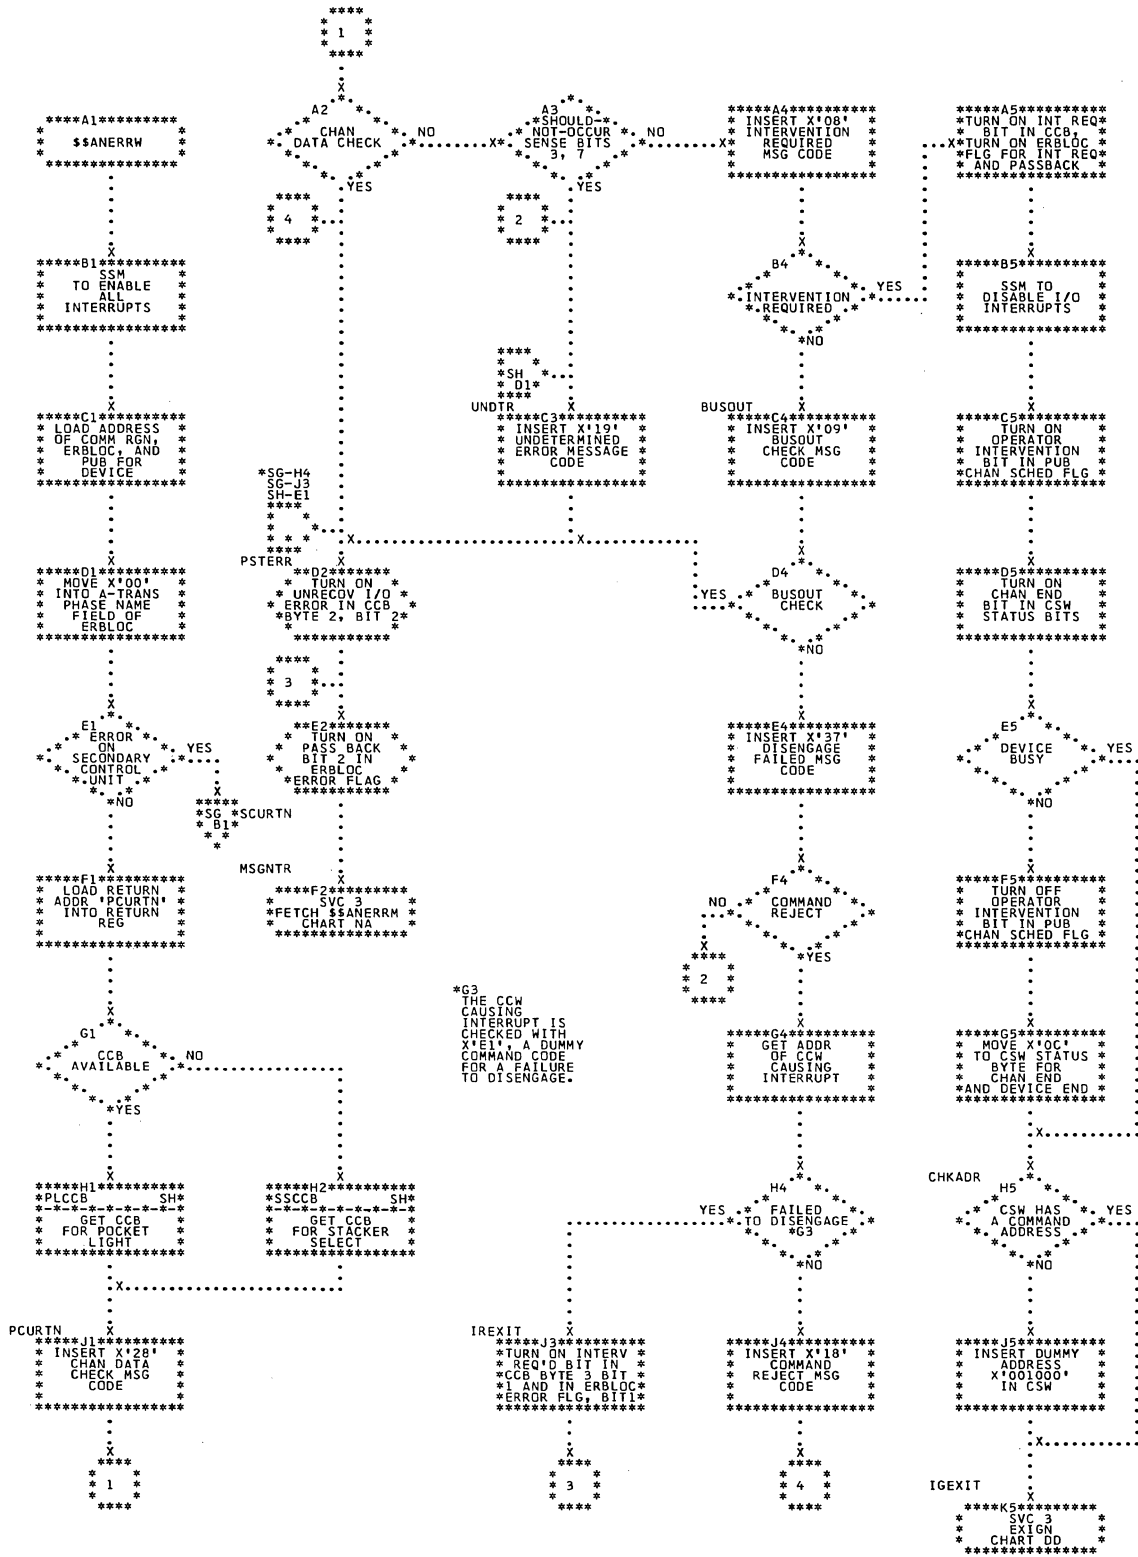 1
A1
$$ANERRW
B1
SSM
TO ENABLE
ALL
INTERRUPTS
C1
LOAD ADDRESS
OF COMM RGN,
ERBLOC, AND
PUB FOR
DEVICE
D1
MOVE X'00'
INTO A-TRANS
PHASE NAME
FIELD OF
ERBLOC
E1
ERROR
ON
SECONDARY
CONTROL
UNIT
YES
NO
SG
B1
SCURTN
F1
LOAD RETURN
ADDR 'PCURTN'
INTO RETURN
REG
G1
CCB
AVAILABLE
NO
YES
H1
PLCCB SH
GET CCB
FOR POCKET
LIGHT
H2
SSCCB SH
GET CCB
FOR STACKER
SELECT
PCURTN
J1
INSERT X'28'
CHAN DATA
CHECK MSG
CODE
1
A2
CHAN
DATA CHECK
NO
YES
4
*SG-H4
SG-J3
SH-E1
PSTERR
D2
TURN ON
UNRECOV I/O
ERROR IN CCB
BYTE 2, BIT 2
3
E2
TURN ON
PASS BACK
BIT 2 IN
ERBLOC
ERROR FLAG
MSGNTR
F2
SVC 3
FETCH $$ANERRM
CHART NA
A3
SHOULD-
NOT-OCCUR
SENSE BITS
3, 7
NO
YES
2
SH
D1
UNDTR
C3
INSERT X'19'
UNDETERMINED
ERROR MESSAGE
CODE
*G3
THE CCW
CAUSING
INTERRUPT IS
CHECKED WITH
X'E1', A DUMMY
COMMAND CODE
FOR A FAILURE
TO DISENGAGE.
IREXIT
J3
TURN ON INTERV
REQ'D BIT IN
CCB BYTE 3 BIT
1 AND IN ERBLOC
ERROR FLG, BIT1
3
A4
INSERT X'08'
INTERVENTION
REQUIRED
MSG CODE
B4
INTERVENTION
REQUIRED
YES
NO
BUSOUT
C4
INSERT X'09'
BUSOUT
CHECK MSG
CODE
D4
BUSOUT
CHECK
YES
NO
E4
INSERT X'37'
DISENGAGE
FAILED MSG
CODE
F4
COMMAND
REJECT
NO
YES
2
G4
GET ADDR
OF CCW
CAUSING
INTERRUPT
H4
FAILED
TO DISENGAGE
*G3
YES
NO
J4
INSERT X'18'
COMMAND
REJECT MSG
CODE
4
A5
TURN ON INT REQ
BIT IN CCB,
TURN ON ERBLOC
FLG FOR INT REQ
AND PASSBACK
B5
SSM TO
DISABLE I/O
INTERRUPTS
C5
TURN ON
OPERATOR
INTERVENTION
BIT IN PUB
CHAN SCHED FLG
D5
TURN ON
CHAN END
BIT IN CSW
STATUS BITS
E5
DEVICE
BUSY
YES
NO
F5
TURN OFF
OPERATOR
INTERVENTION
BIT IN PUB
CHAN SCHED FLG
G5
MOVE X'0C'
TO CSW STATUS
BYTE FOR
CHAN END
AND DEVICE END
CHKADR
H5
CSW HAS
A COMMAND
ADDRESS
YES
NO
J5
INSERT DUMMY
ADDRESS
X'001000'
IN CSW
IGEXIT
K5
SVC 3
EXIGN
CHART DD